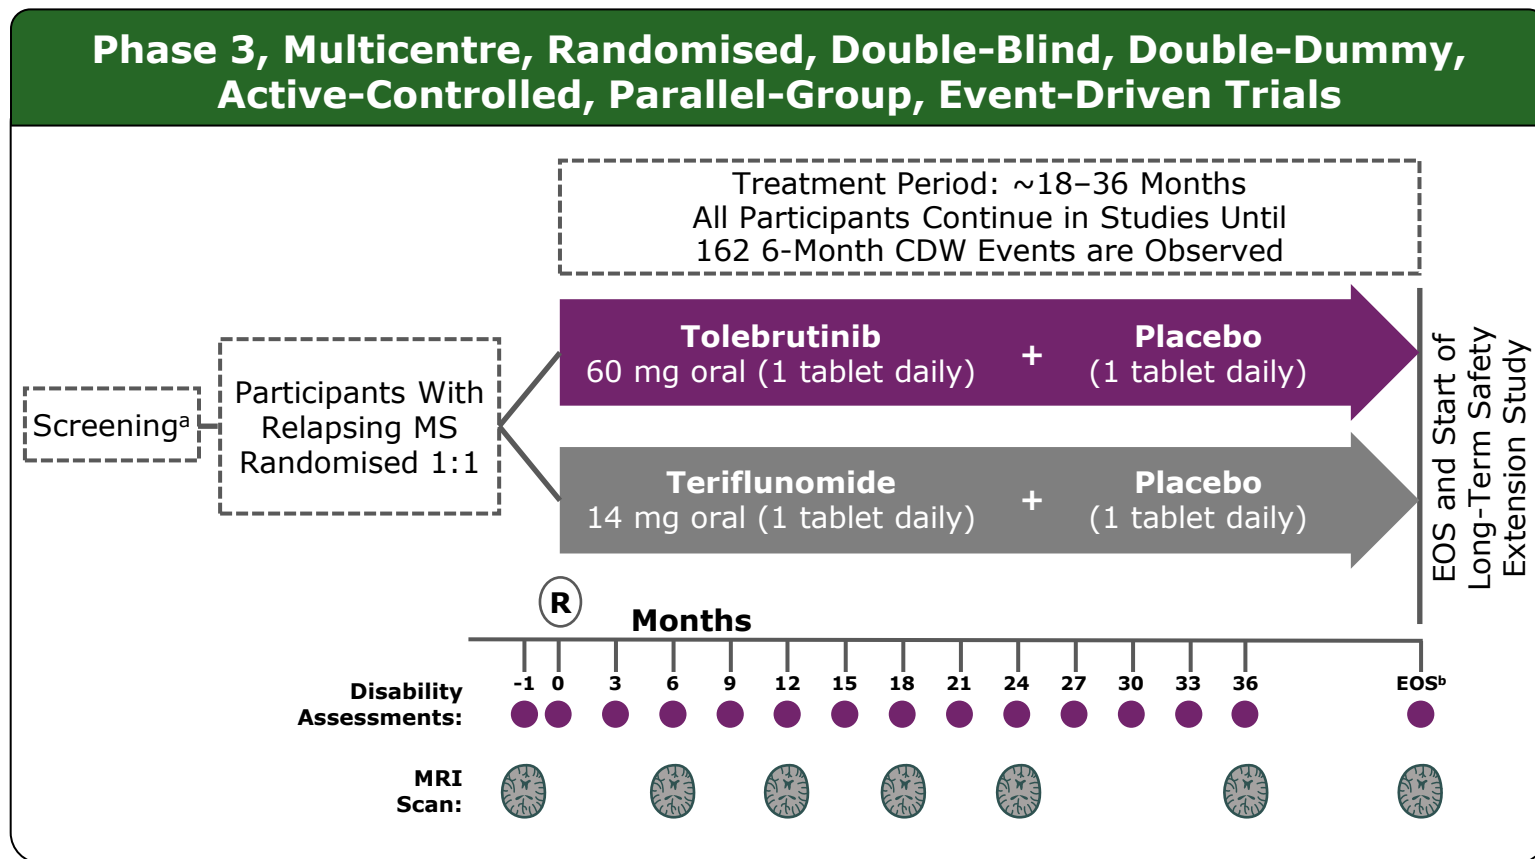 Phase 3, Multicentre, Randomised, Double-Blind, Double-Dummy,
Active-Controlled, Parallel-Group, Event-Driven Trials
Treatment Period: ~18–36 Months
All Participants Continue in Studies Until
162 6-Month CDW Events are Observed
Screeningᵃ
Participants With
Relapsing MS
Randomised 1:1
Tolebrutinib + Placebo
60 mg oral (1 tablet daily) (1 tablet daily)
Teriflunomide + Placebo
14 mg oral (1 tablet daily) (1 tablet daily)
EOS and Start of
Long-Term Safety
Extension Study
R
Months
-1 0 3 6 9 12 15 18 21 24 27 30 33 36 EOSᵇ
Disability
Assessments:
MRI
Scan: